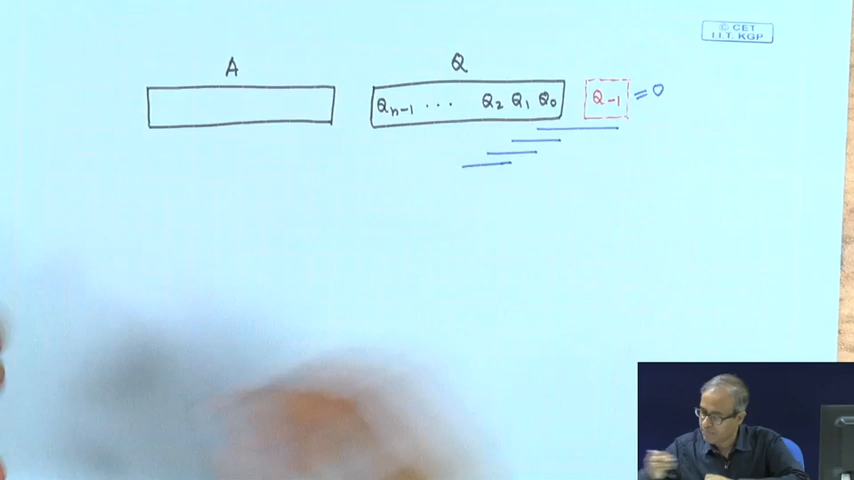 © CET
I.I.T. KGP
A
Q
Qn-1 ... Q2 Q1 Q0
Q-1 = 0